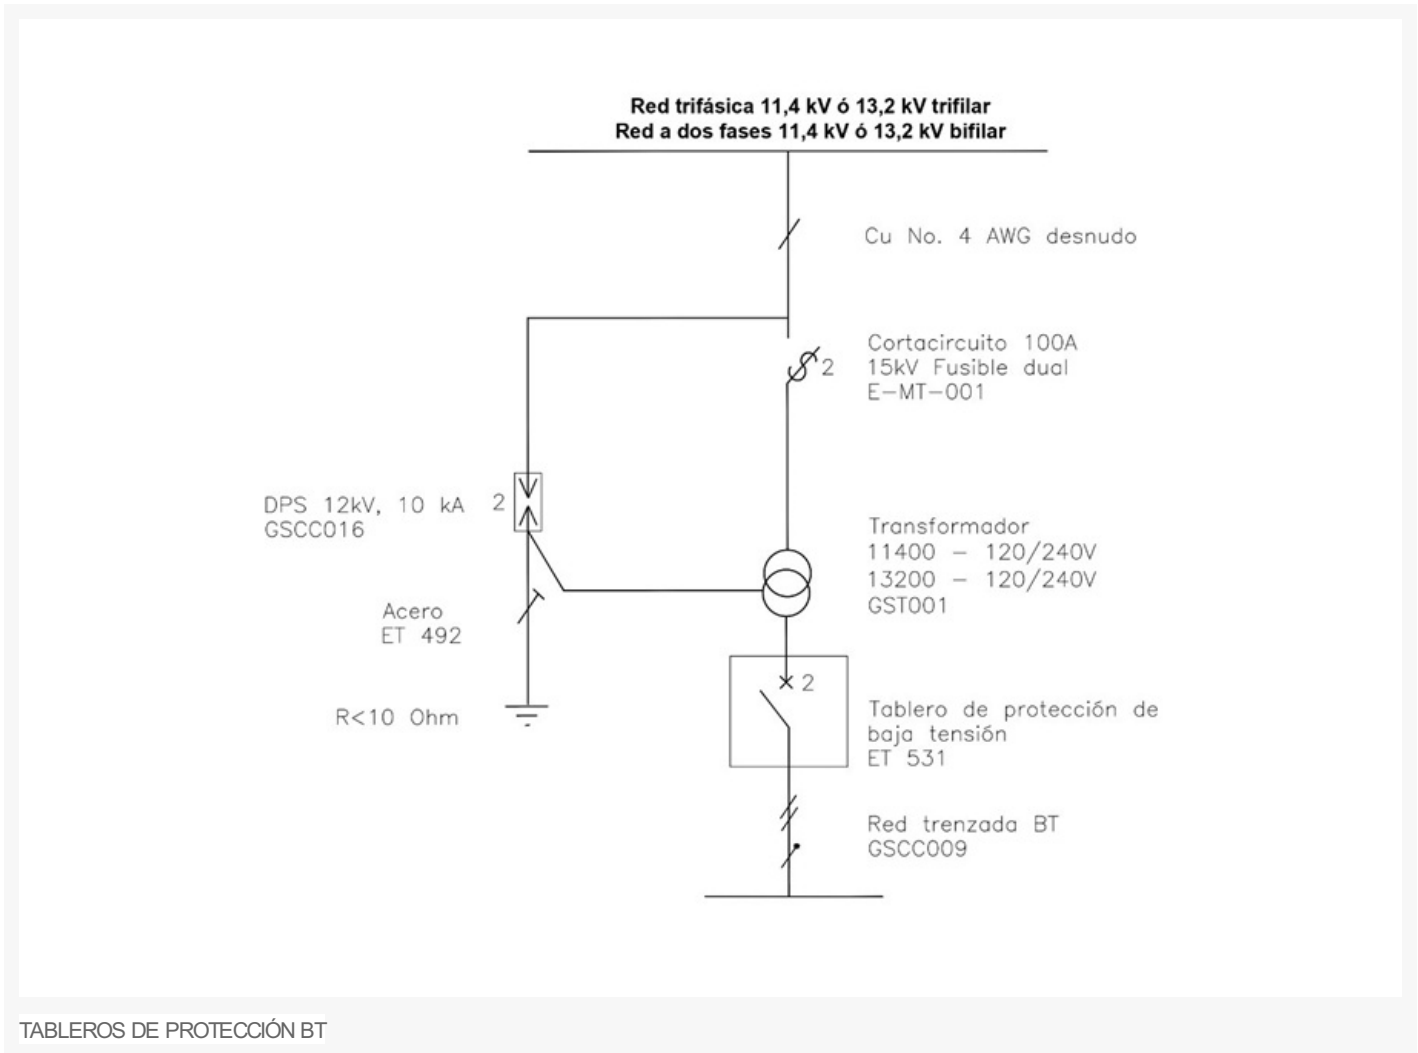 Red trifásica 11,4 kV ó 13,2 kV trifilar
Red a dos fases 11,4 kV ó 13,2 kV bifilar
Cu No. 4 AWG desnudo
Cortacircuito 100A
15kV Fusible dual
E-MT-001
2
DPS 12kV, 10 kA
GSCC016
2
Transformador
11400 - 120/240V
13200 - 120/240V
GST001
Acero
ET 492
R<10 Ohm
2
Tablero de protección de
baja tensión
ET 531
Red trenzada BT
GSCC009
TABLEROS DE PROTECCIÓN BT